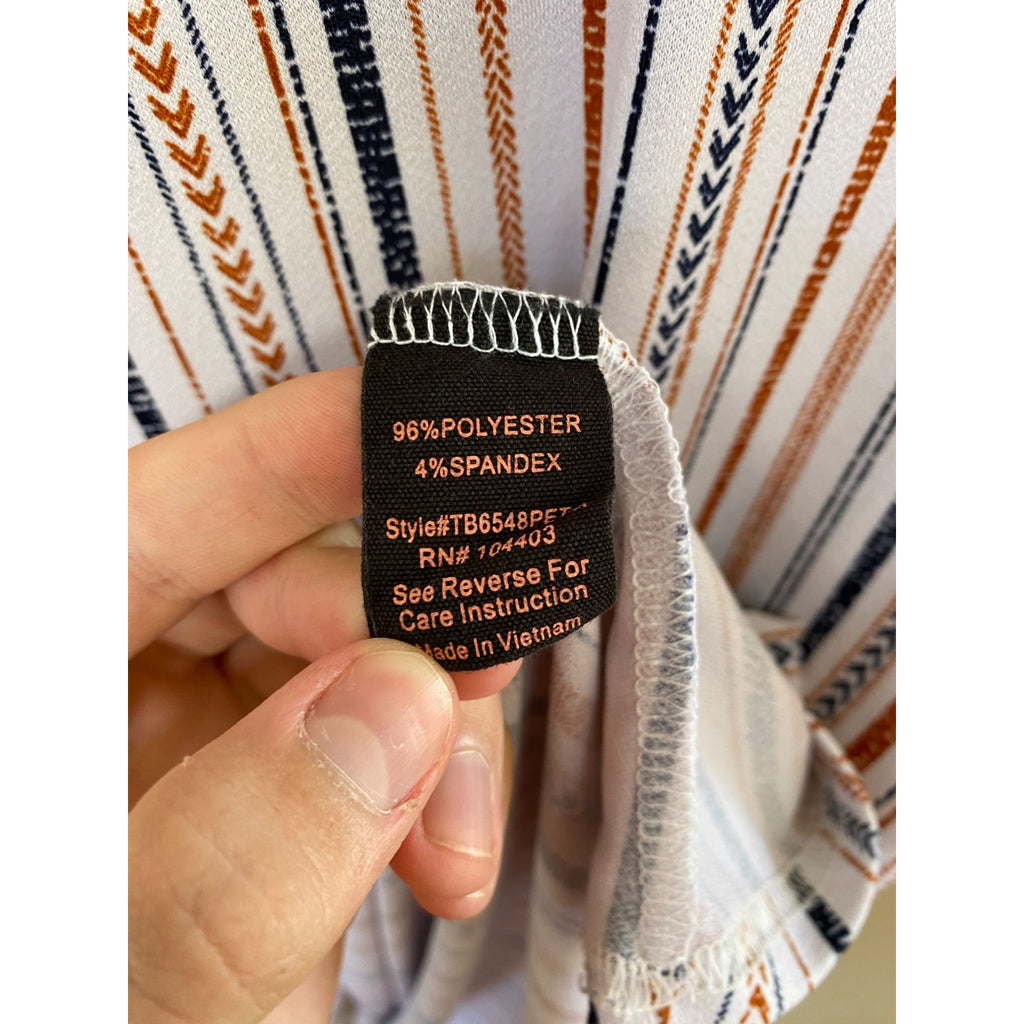 96%POLYESTER
4%SPANDEX
RN# 104403
See Reverse For
Care Instruction
Made In Vietnam